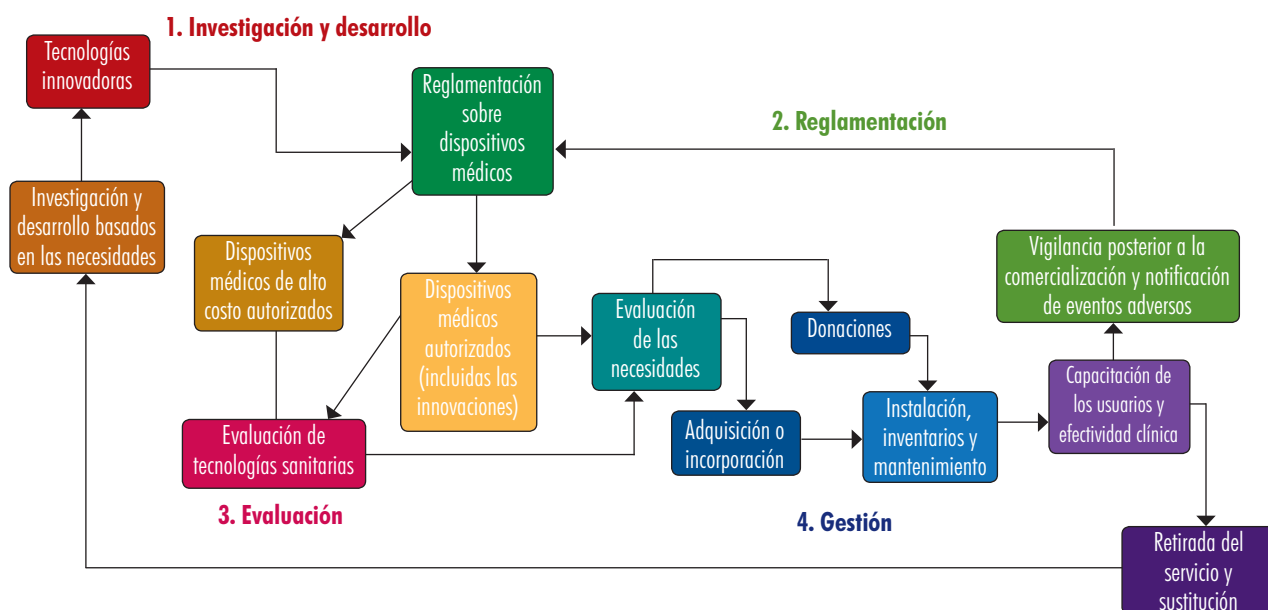 1. Investigación y desarrollo
Tecnologías
innovadoras
Reglamentación
sobre
dispositivos
médicos
2. Reglamentación
Investigación y
desarrollo basados
en las necesidades
Dispositivos
médicos de alto
costo autorizados
Dispositivos
médicos
autorizados
(incluidas las
innovaciones)
Evaluación
de las
necesidades
Donaciones
Vigilancia posterior a la
comercialización y notificación
de eventos adversos
Evaluación de
tecnologías sanitarias
Adquisición o
incorporación
Instalación,
inventarios y
mantenimiento
Capacitación de
los usuarios y
efectividad clínica
3. Evaluación
4. Gestión
Retirada del
servicio y
sustitución